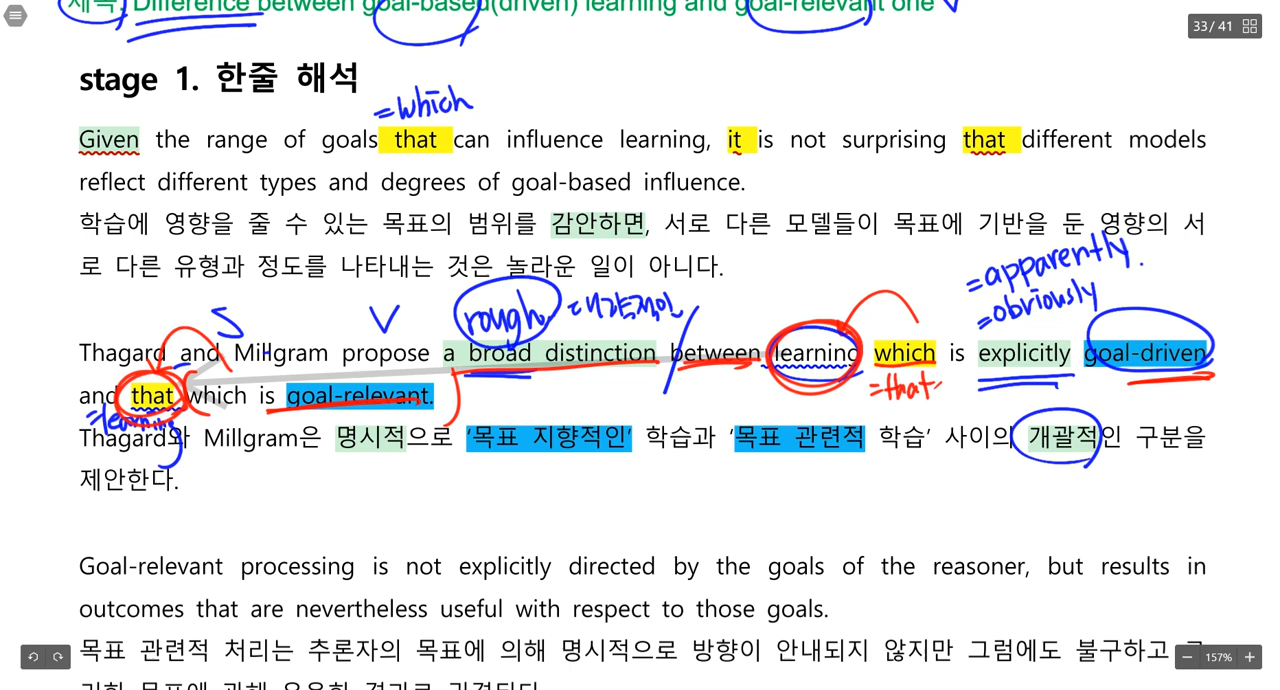 제목: Difference between goal-based(driven) learning and goal-relevant one
33/ 41
stage 1. 한줄 해석
=which
Given the range of goals that can influence learning, it is not surprising that different models
reflect different types and degrees of goal-based influence.
학습에 영향을 줄 수 있는 목표의 범위를 감안하면, 서로 다른 모델들이 목표에 기반을 둔 영향의 서
로 다른 유형과 정도를 나타내는 것은 놀라운 일이 아니다.
=apparently.
=obviously
S V rough =대략적인
Thagard and Millgram propose a broad distinction between learning which is explicitly goal-driven
and that which is goal-relevant.
=that
=learning
Thagard와 Millgram은 명시적으로 '목표 지향적인' 학습과 '목표 관련적 학습' 사이의 개괄적인 구분을
제안한다.
Goal-relevant processing is not explicitly directed by the goals of the reasoner, but results in
outcomes that are nevertheless useful with respect to those goals.
목표 관련적 처리는 추론자의 목표에 의해 명시적으로 방향이 안내되지 않지만 그럼에도 불구하고
157%